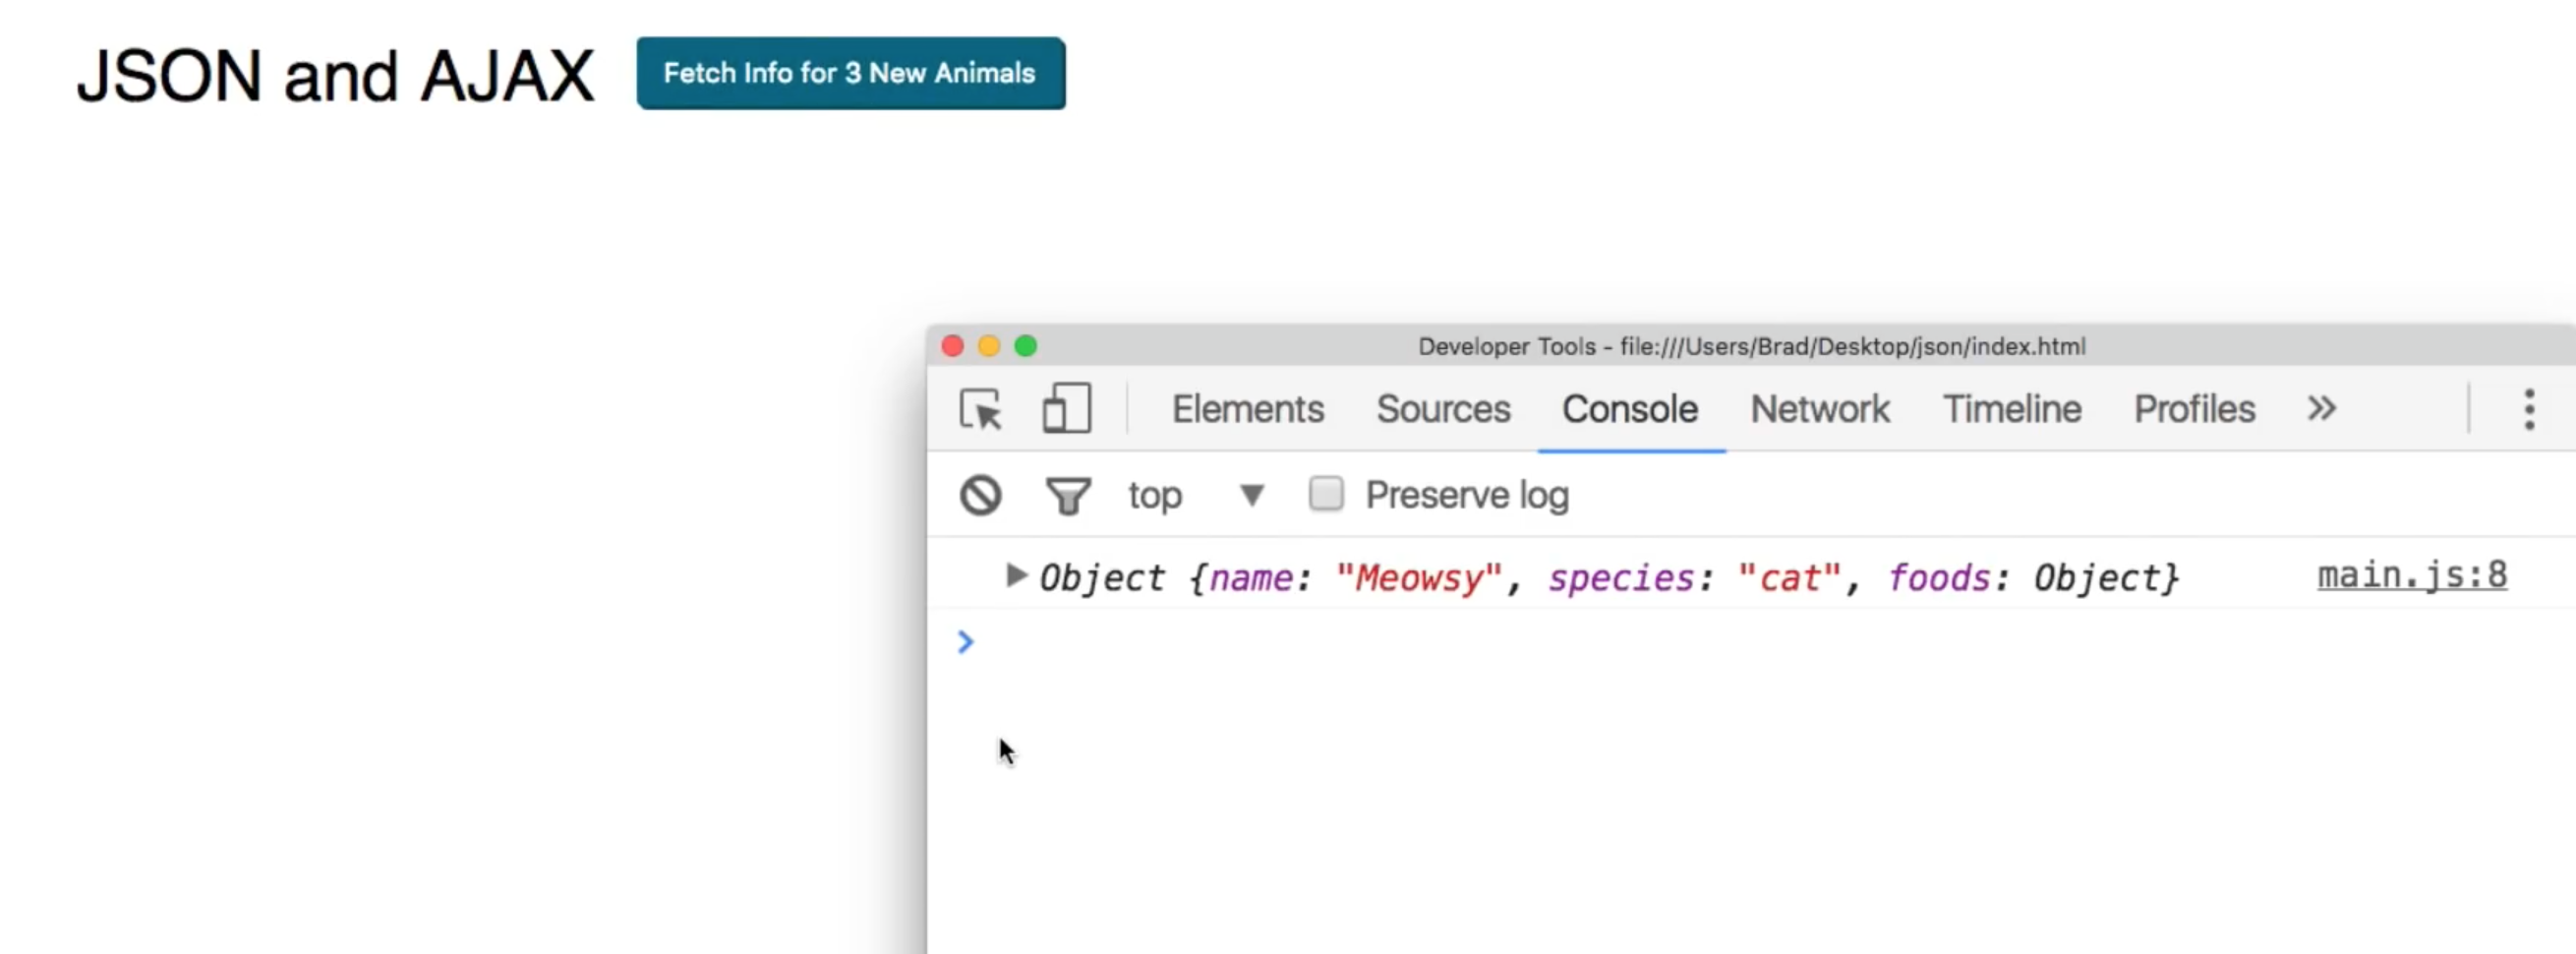 JSON and AJAX
Fetch Info for 3 New Animals
Developer Tools - file:///Users/Brad/Desktop/json/index.html
Elements Sources Console Network Timeline Profiles »
top ▼ Preserve log
▶ Object {name: "Meowsy", species: "cat", foods: Object} main.js:8
>